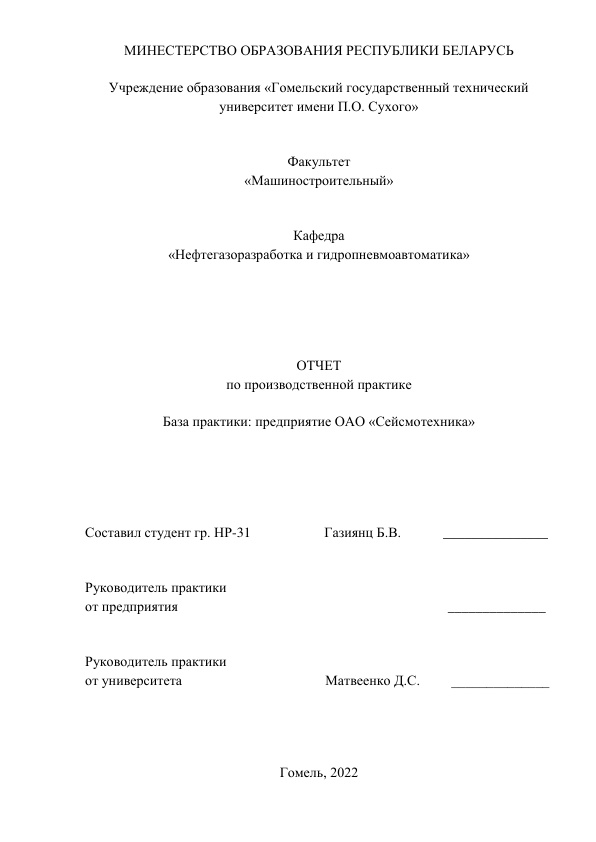 МИНЕСТЕРСТВО ОБРАЗОВАНИЯ РЕСПУБЛИКИ БЕЛАРУСЬ
Учреждение образования «Гомельский государственный технический
университет имени П.О. Сухого»
Факультет
«Машиностроительный»
Кафедра
«Нефтегазоразработка и гидропневмоавтоматика»
ОТЧЕТ
по производственной практике
База практики: предприятие ОАО «Сейсмотехника»
Составил студент гр. НР-31 Газиянц Б.В. _______________
Руководитель практики
от предприятия ______________
Руководитель практики
от университета Матвеенко Д.С. ______________
Гомель, 2022